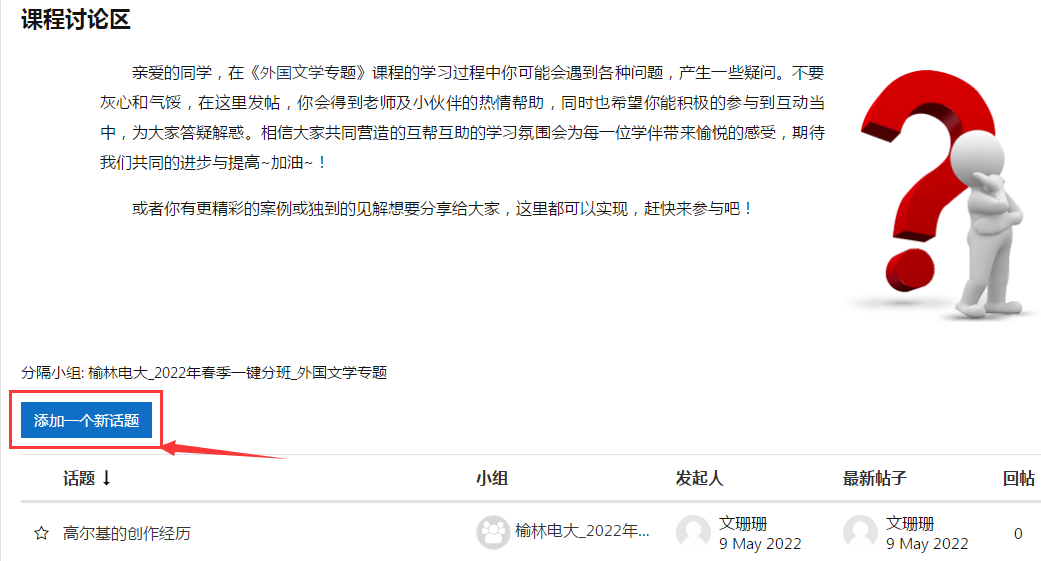 课程讨论区
亲爱的同学，在《外国文学专题》课程的学习过程中你可能会遇到各种问题，产生一些疑问。不要
灰心和气馁，在这里发帖，你会得到老师及小伙伴的热情帮助，同时也希望你能积极的参与到互动当
中，为大家答疑解惑。相信大家共同营造的互帮互助的学习氛围会为每一位学伴带来愉悦的感受，期待
我们共同的进步与提高~加油~！
或者你有更精彩的案例或独到的见解想要分享给大家，这里都可以实现，赶快来参与吧！
分隔小组: 榆林电大_2022年春季一键分班_外国文学专题
添加一个新话题
话题 ↓ 小组 发起人 最新帖子 回帖
高尔基的创作经历 榆林电大_2022年... 文珊珊 文珊珊 0
9 May 2022 9 May 2022